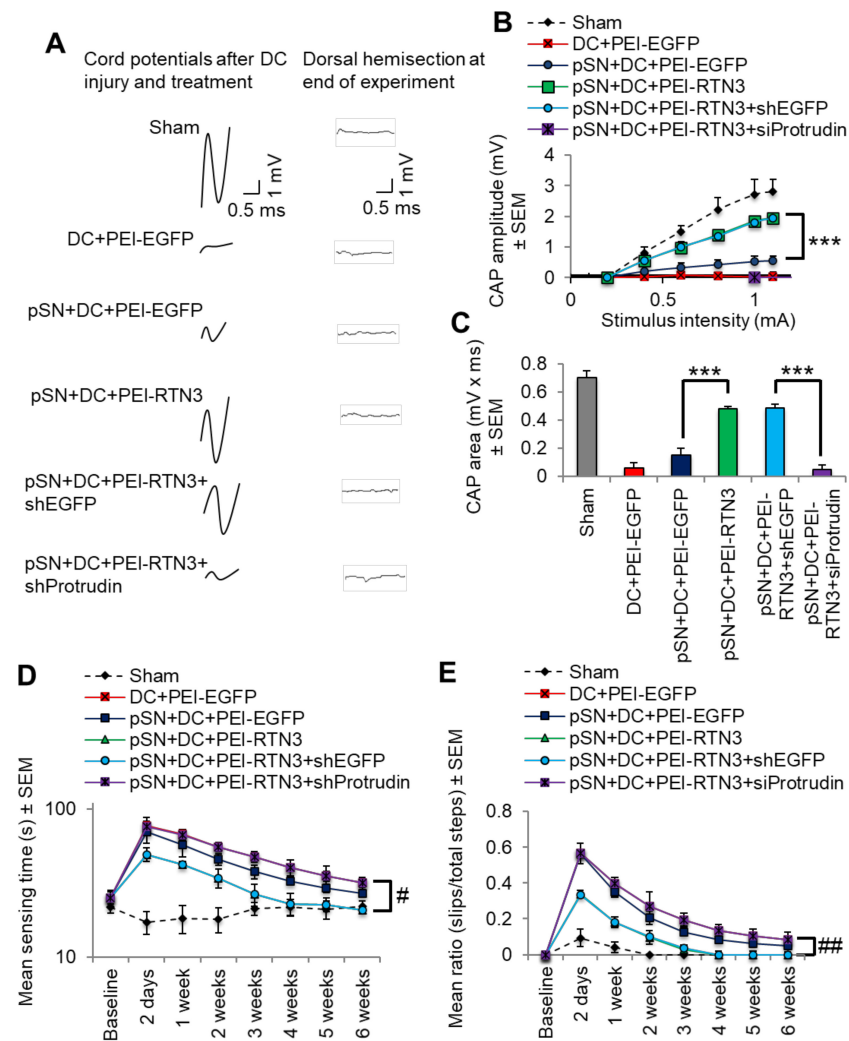 A
Cord potentials after DC
injury and treatment
Dorsal hemisection at
end of experiment
Sham
1 mV
0.5 ms
1 mV
0.5 ms
DC+PEI-EGFP
pSN+DC+PEI-EGFP
pSN+DC+PEI-RTN3
pSN+DC+PEI-RTN3+
shEGFP
pSN+DC+PEI-RTN3+
shProtrudin
B
Sham
DC+PEI-EGFP
pSN+DC+PEI-EGFP
pSN+DC+PEI-RTN3
pSN+DC+PEI-RTN3+shEGFP
pSN+DC+PEI-RTN3+siProtrudin
CAP amplitude (mV)
± SEM
4
3
2
1
0
***
0
0.5
1
Stimulus intensity (mA)
C
CAP area (mV x ms)
± SEM
0.8
0.6
0.4
0.2
0
***
***
Sham
DC+PEI-EGFP
pSN+DC+PEI-EGFP
pSN+DC+PEI-RTN3
pSN+DC+PEI-
RTN3+shEGFP
pSN+DC+PEI-
RTN3+siProtrudin
D
Sham
DC+PEI-EGFP
pSN+DC+PEI-EGFP
pSN+DC+PEI-RTN3
pSN+DC+PEI-RTN3+shEGFP
pSN+DC+PEI-RTN3+shProtrudin
Mean sensing time (s) ± SEM
100
10
#
Baseline
2 days
1 week
2 weeks
3 weeks
4 weeks
5 weeks
6 weeks
E
Sham
DC+PEI-EGFP
pSN+DC+PEI-EGFP
pSN+DC+PEI-RTN3
pSN+DC+PEI-RTN3+shEGFP
pSN+DC+PEI-RTN3+siProtrudin
Mean ratio (slips/total steps) ± SEM
0.8
0.6
0.4
0.2
0
##
Baseline
2 days
1 week
2 weeks
3 weeks
4 weeks
5 weeks
6 weeks